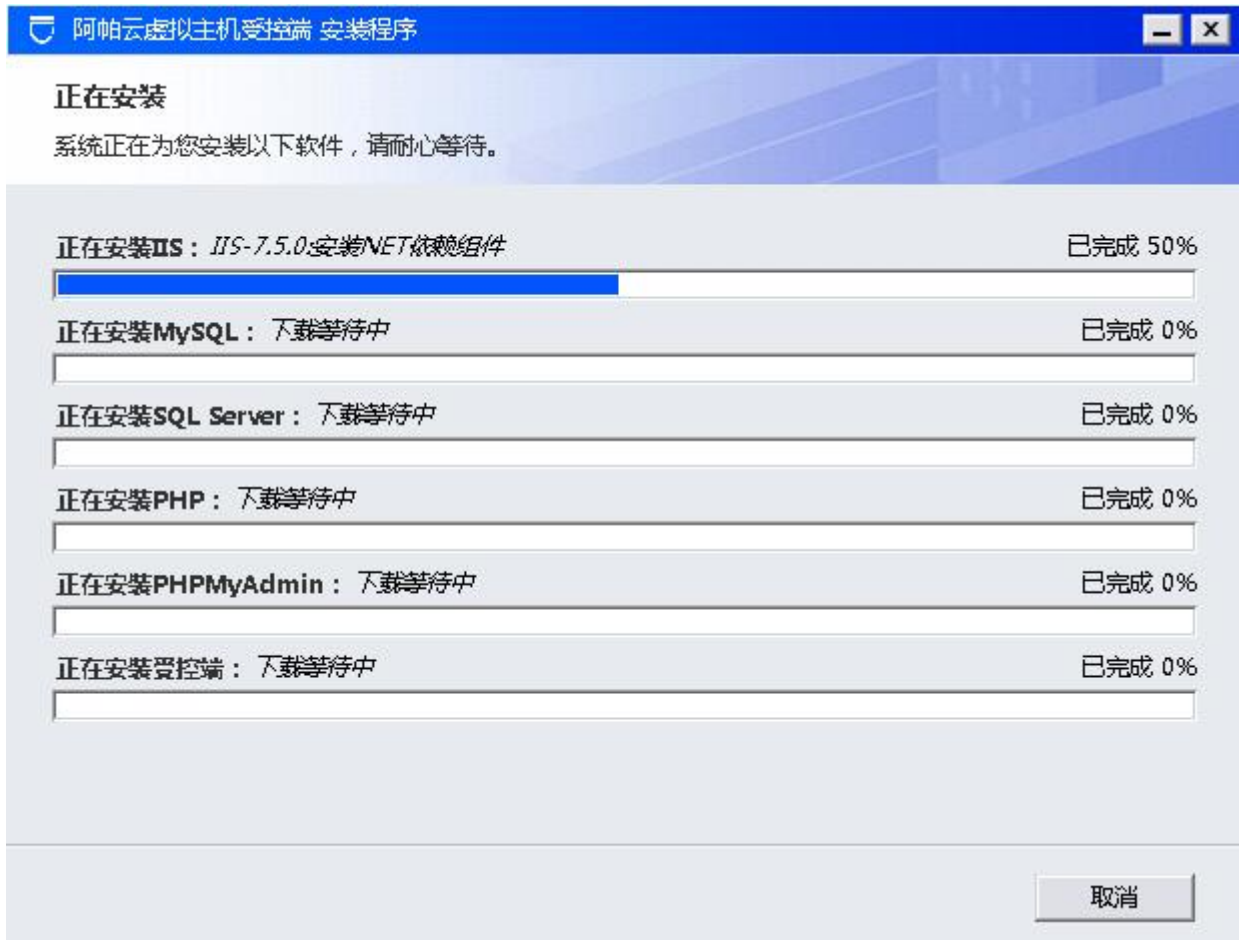 阿帕云虚拟主机受控端 安装程序
正在安装
系统正在为您安装以下软件，请耐心等待。
正在安装IIS： IIS-7.5.0:安装NET依赖组件 已完成 50%
正在安装MySQL： 下载等待中 已完成 0%
正在安装SQL Server： 下载等待中 已完成 0%
正在安装PHP： 下载等待中 已完成 0%
正在安装PHPMyAdmin： 下载等待中 已完成 0%
正在安装受控端： 下载等待中 已完成 0%
取消